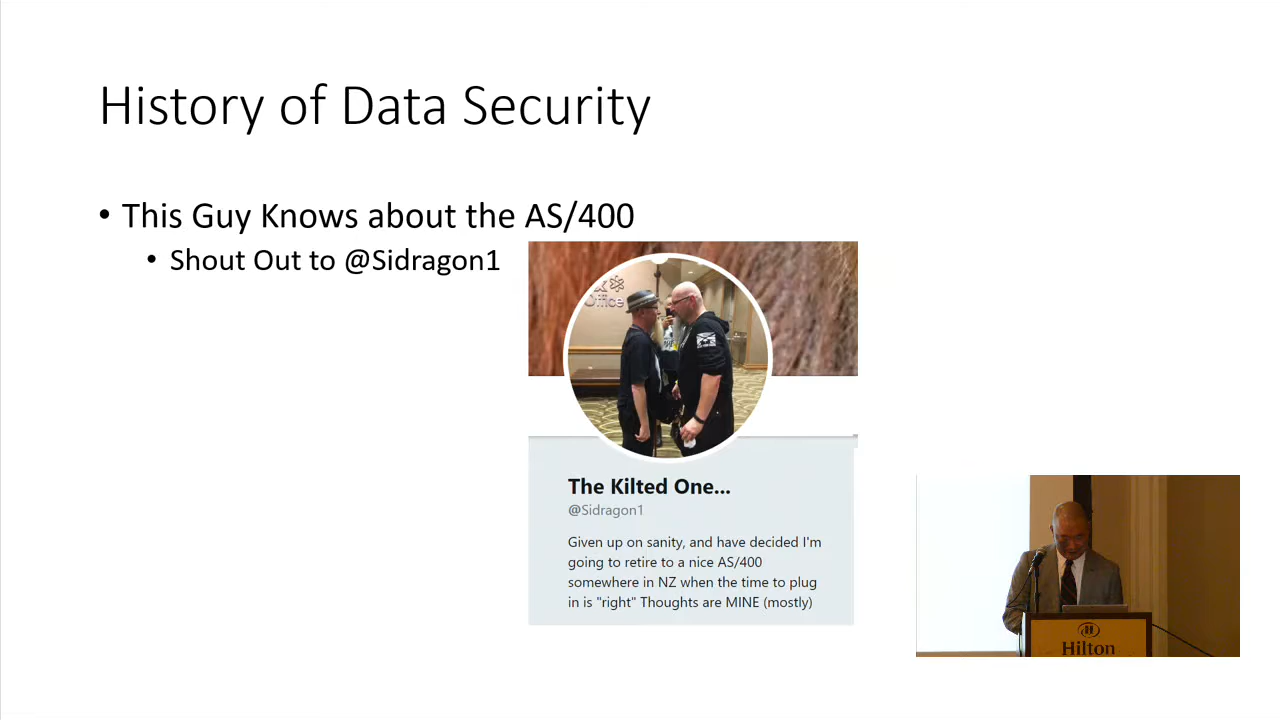 History of Data Security
• This Guy Knows about the AS/400
• Shout Out to @Sidragon1
Office
The Kilted One...
@Sidragon1
Given up on sanity, and have decided I'm
going to retire to a nice AS/400
somewhere in NZ when the time to plug
in is "right" Thoughts are MINE (mostly)
Hilton